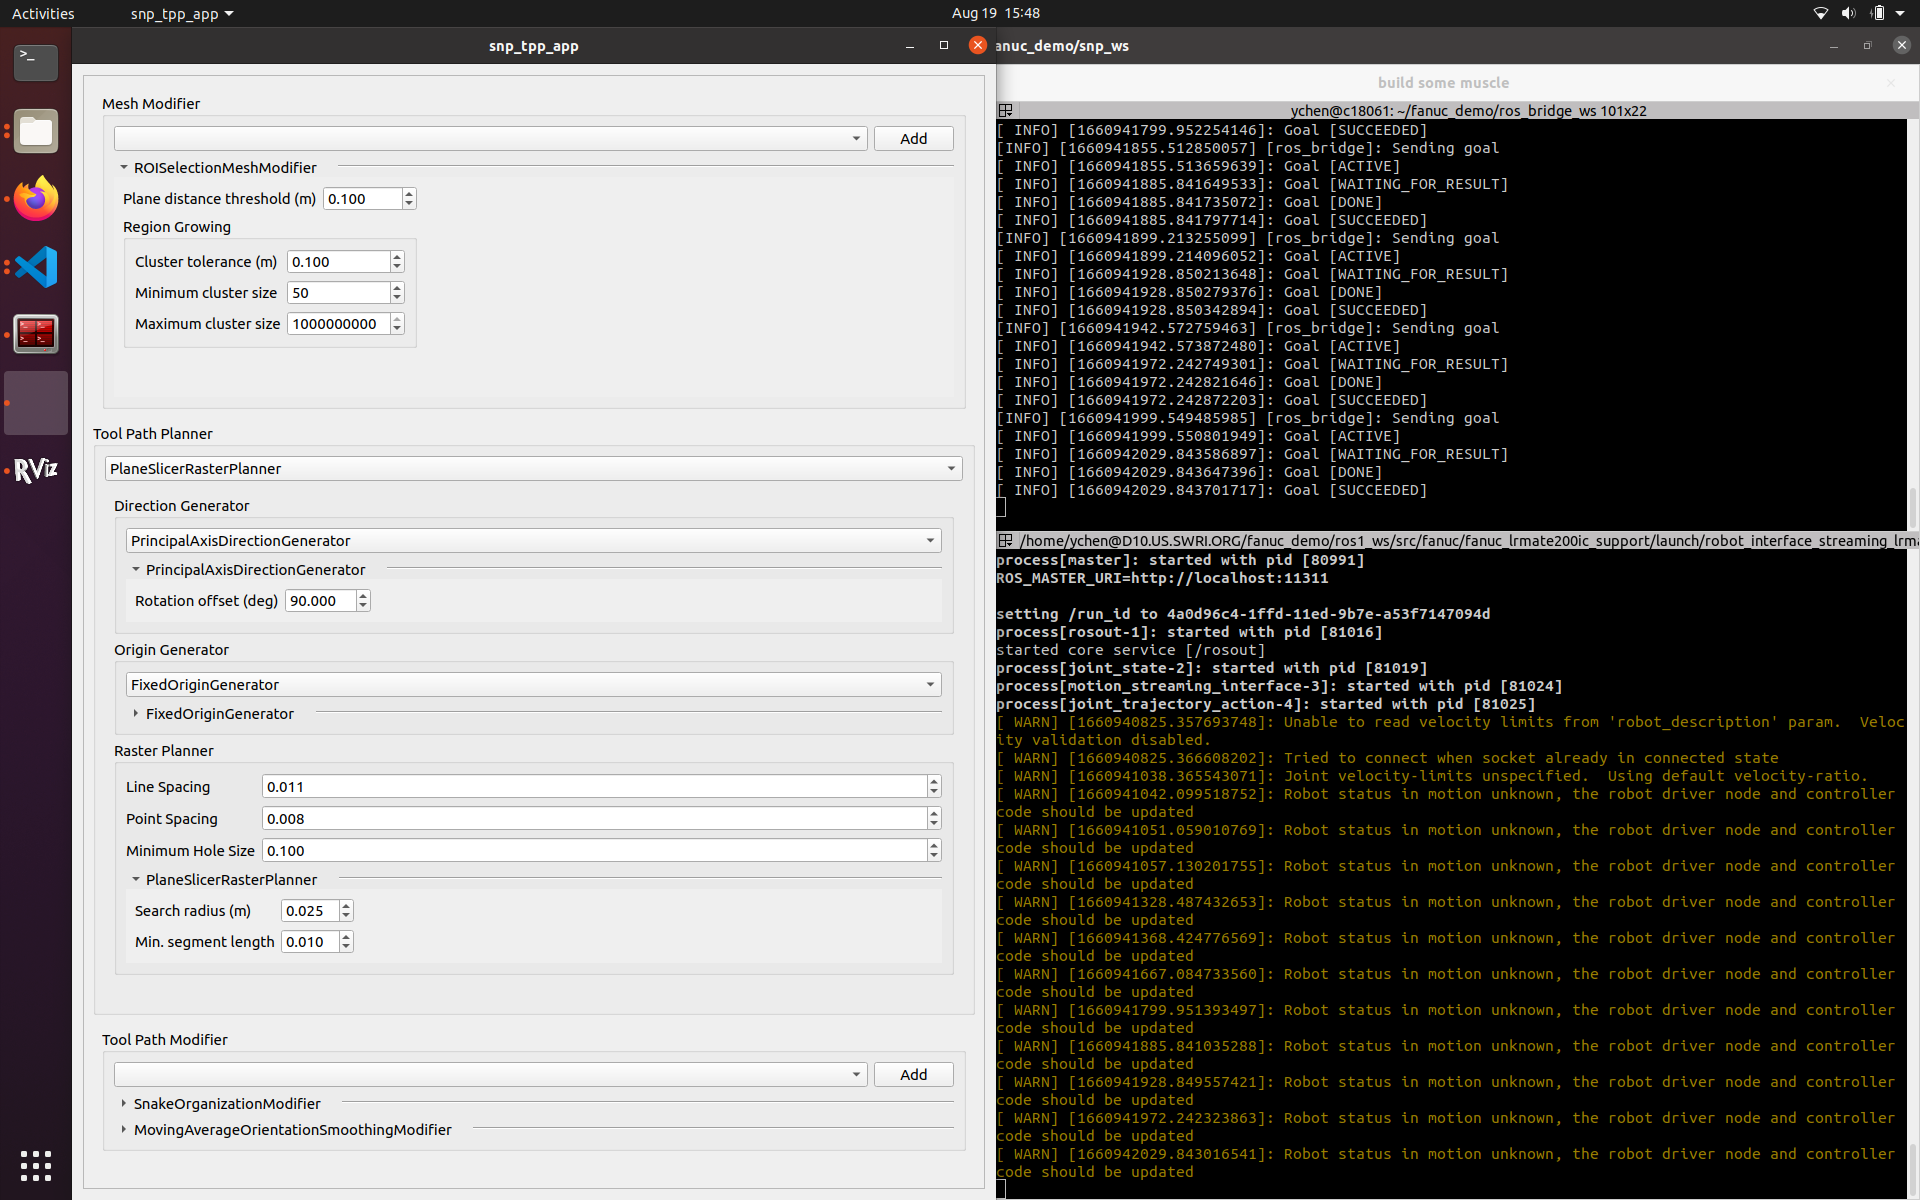 Activities
snp_tpp_app
Aug 19 15:48
snp_tpp_app
anuc_demo/snp_ws
build some muscle
Mesh Modifier
Add
ROISelectionMeshModifier
Plane distance threshold (m) 0.100
Region Growing
Cluster tolerance (m) 0.100
Minimum cluster size 50
Maximum cluster size 1000000000
Tool Path Planner
PlaneSlicerRasterPlanner
Direction Generator
PrincipalAxisDirectionGenerator
PrincipalAxisDirectionGenerator
Rotation offset (deg) 90.000
Origin Generator
FixedOriginGenerator
FixedOriginGenerator
Raster Planner
Line Spacing 0.011
Point Spacing 0.008
Minimum Hole Size 0.100
PlaneSlicerRasterPlanner
Search radius (m) 0.025
Min. segment length 0.010
Tool Path Modifier
Add
SnakeOrganizationModifier
MovingAverageOrientationSmoothingModifier
RViz
ychen@c18061: ~/fanuc_demo/ros_bridge_ws 101x22
[ INFO] [1660941799.952254146]: Goal [SUCCEEDED]
[INFO] [1660941855.512850057] [ros_bridge]: Sending goal
[ INFO] [1660941855.513659639]: Goal [ACTIVE]
[ INFO] [1660941885.841649533]: Goal [WAITING_FOR_RESULT]
[ INFO] [1660941885.841735072]: Goal [DONE]
[ INFO] [1660941885.841797714]: Goal [SUCCEEDED]
[INFO] [1660941899.213255099] [ros_bridge]: Sending goal
[ INFO] [1660941899.214096052]: Goal [ACTIVE]
[ INFO] [1660941928.850213648]: Goal [WAITING_FOR_RESULT]
[ INFO] [1660941928.850279376]: Goal [DONE]
[ INFO] [1660941928.850342894]: Goal [SUCCEEDED]
[INFO] [1660941942.572759463] [ros_bridge]: Sending goal
[ INFO] [1660941942.573872480]: Goal [ACTIVE]
[ INFO] [1660941972.242749301]: Goal [WAITING_FOR_RESULT]
[ INFO] [1660941972.242821646]: Goal [DONE]
[ INFO] [1660941972.242872203]: Goal [SUCCEEDED]
[INFO] [1660941999.549485985] [ros_bridge]: Sending goal
[ INFO] [1660941999.550801949]: Goal [ACTIVE]
[ INFO] [1660942029.843586897]: Goal [WAITING_FOR_RESULT]
[ INFO] [1660942029.843647396]: Goal [DONE]
[ INFO] [1660942029.843701717]: Goal [SUCCEEDED]
/home/ychen@D10.US.SWRI.ORG/fanuc_demo/ros1_ws/src/fanuc/fanuc_lrmate200ic_support/launch/robot_interface_streaming_lrma
process[master]: started with pid [80991]
ROS_MASTER_URI=http://localhost:11311
setting /run_id to 4a0d96c4-1ffd-11ed-9b7e-a53f7147094d
process[rosout-1]: started with pid [81016]
started core service [/rosout]
process[joint_state-2]: started with pid [81019]
process[motion_streaming_interface-3]: started with pid [81024]
process[joint_trajectory_action-4]: started with pid [81025]
[ WARN] [1660940825.357693748]: Unable to read velocity limits from 'robot_description' param.  Veloc
ity validation disabled.
[ WARN] [1660940825.366608202]: Tried to connect when socket already in connected state
[ WARN] [1660941038.365543071]: Joint velocity-limits unspecified.  Using default velocity-ratio.
[ WARN] [1660941042.099518752]: Robot status in motion unknown, the robot driver node and controller
code should be updated
[ WARN] [1660941051.059010769]: Robot status in motion unknown, the robot driver node and controller
code should be updated
[ WARN] [1660941057.130201755]: Robot status in motion unknown, the robot driver node and controller
code should be updated
[ WARN] [1660941328.487432653]: Robot status in motion unknown, the robot driver node and controller
code should be updated
[ WARN] [1660941368.424776569]: Robot status in motion unknown, the robot driver node and controller
code should be updated
[ WARN] [1660941667.084733560]: Robot status in motion unknown, the robot driver node and controller
code should be updated
[ WARN] [1660941799.951393497]: Robot status in motion unknown, the robot driver node and controller
code should be updated
[ WARN] [1660941885.841035288]: Robot status in motion unknown, the robot driver node and controller
code should be updated
[ WARN] [1660941928.849557421]: Robot status in motion unknown, the robot driver node and controller
code should be updated
[ WARN] [1660941972.242323863]: Robot status in motion unknown, the robot driver node and controller
code should be updated
[ WARN] [1660942029.843016541]: Robot status in motion unknown, the robot driver node and controller
code should be updated